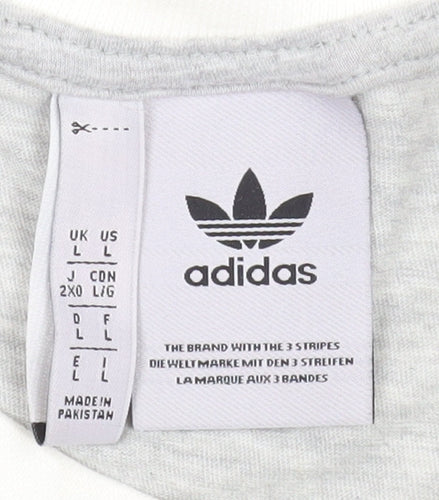 UK US
L L
J CDN
2XO L/G
D F
L L
E I
L L
MADE IN
PAKISTAN
adidas
THE BRAND WITH THE 3 STRIPES
DIE WELTMARKE MIT DEN 3 STREIFEN
LA MARQUE AUX 3 BANDES